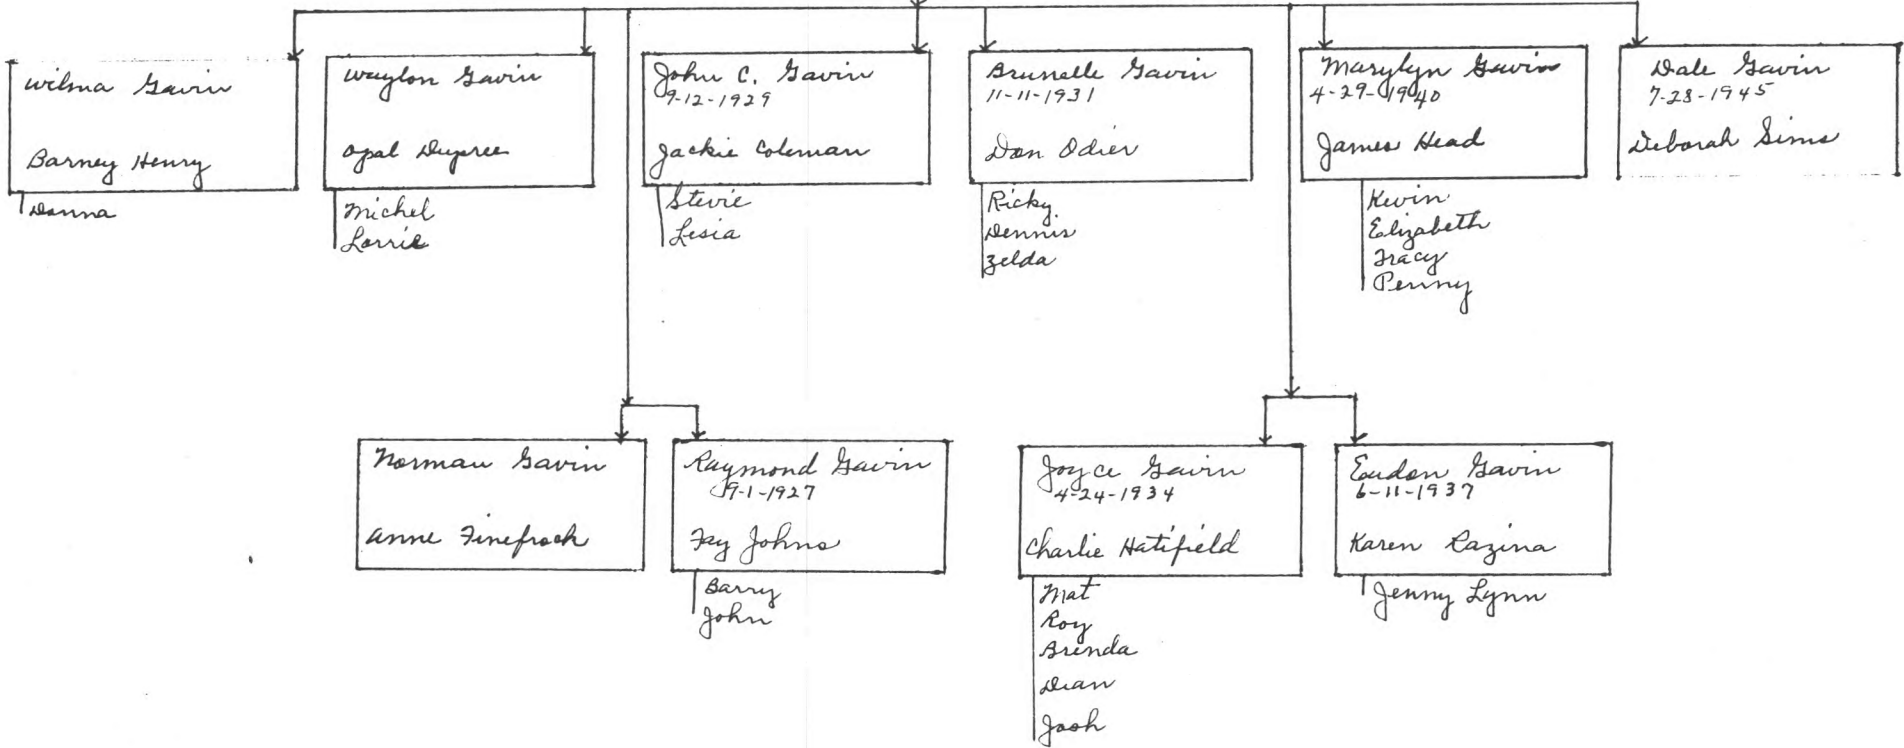 Wilma Gavin
Barney Henry
Donna
Waylon Gavin
Opal Dupree
Michel
Lorrie
John C. Gavin
9-12-1929
Jackie Coleman
Stevie
Lesia
Brunelle Gavin
11-11-1931
Don Odier
Ricky
Dennis
Zelda
Marylyn Gavin
4-29-1940
James Head
Kevin
Elizabeth
Tracy
Penny
Dale Gavin
7-28-1945
Deborah Sims
Norman Gavin
Anne Finefrock
Raymond Gavin
9-1-1927
Fay Johns
Barry
John
Joyce Gavin
4-24-1934
Charlie Hatifield
Mat
Roy
Brenda
Dean
Josh
Gavin
6-11-1937
Karen Razina
Jenny Lynn